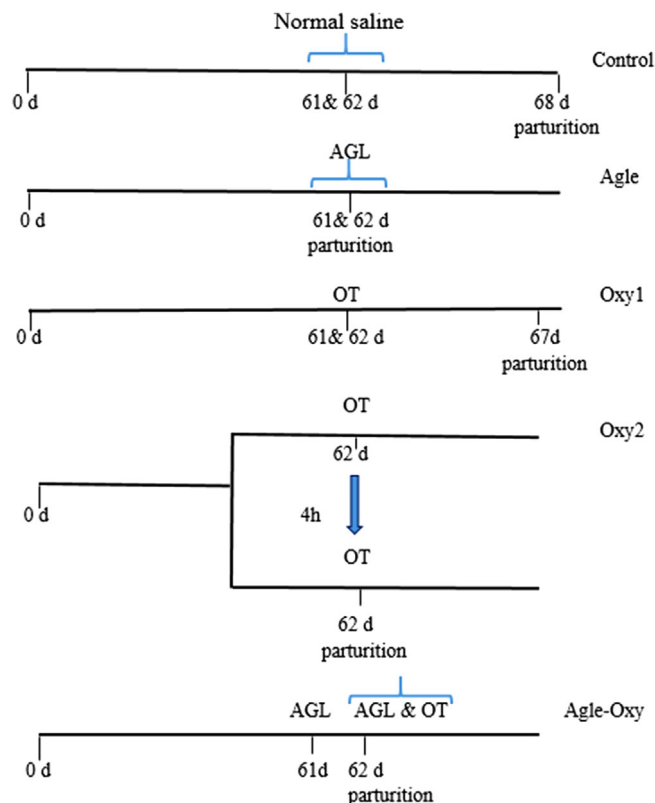 Normal saline
Control
0 d
61& 62 d
68 d
parturition
AGL
Agle
0 d
61& 62 d
parturition
OT
Oxy1
0 d
61& 62 d
67d
parturition
OT
Oxy2
62 d
0 d
4h
OT
62 d
parturition
AGL
AGL & OT
Agle-Oxy
0 d
61d
62 d
parturition